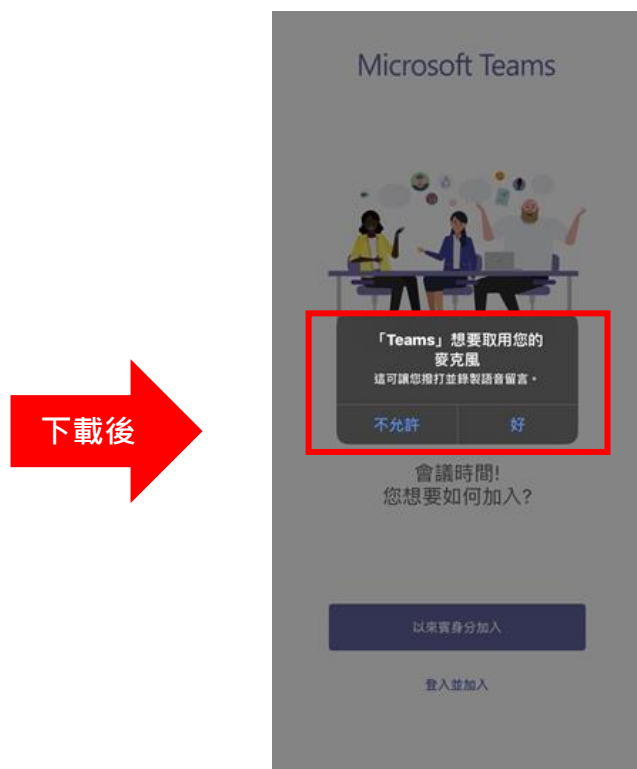 Microsoft Teams
「Teams」想要取用您的
麥克風
這可讓您撥打並錄製語音留言。
不允許
好
下載後
會議時間!
您想要如何加入?
以來賓身分加入
登入並加入